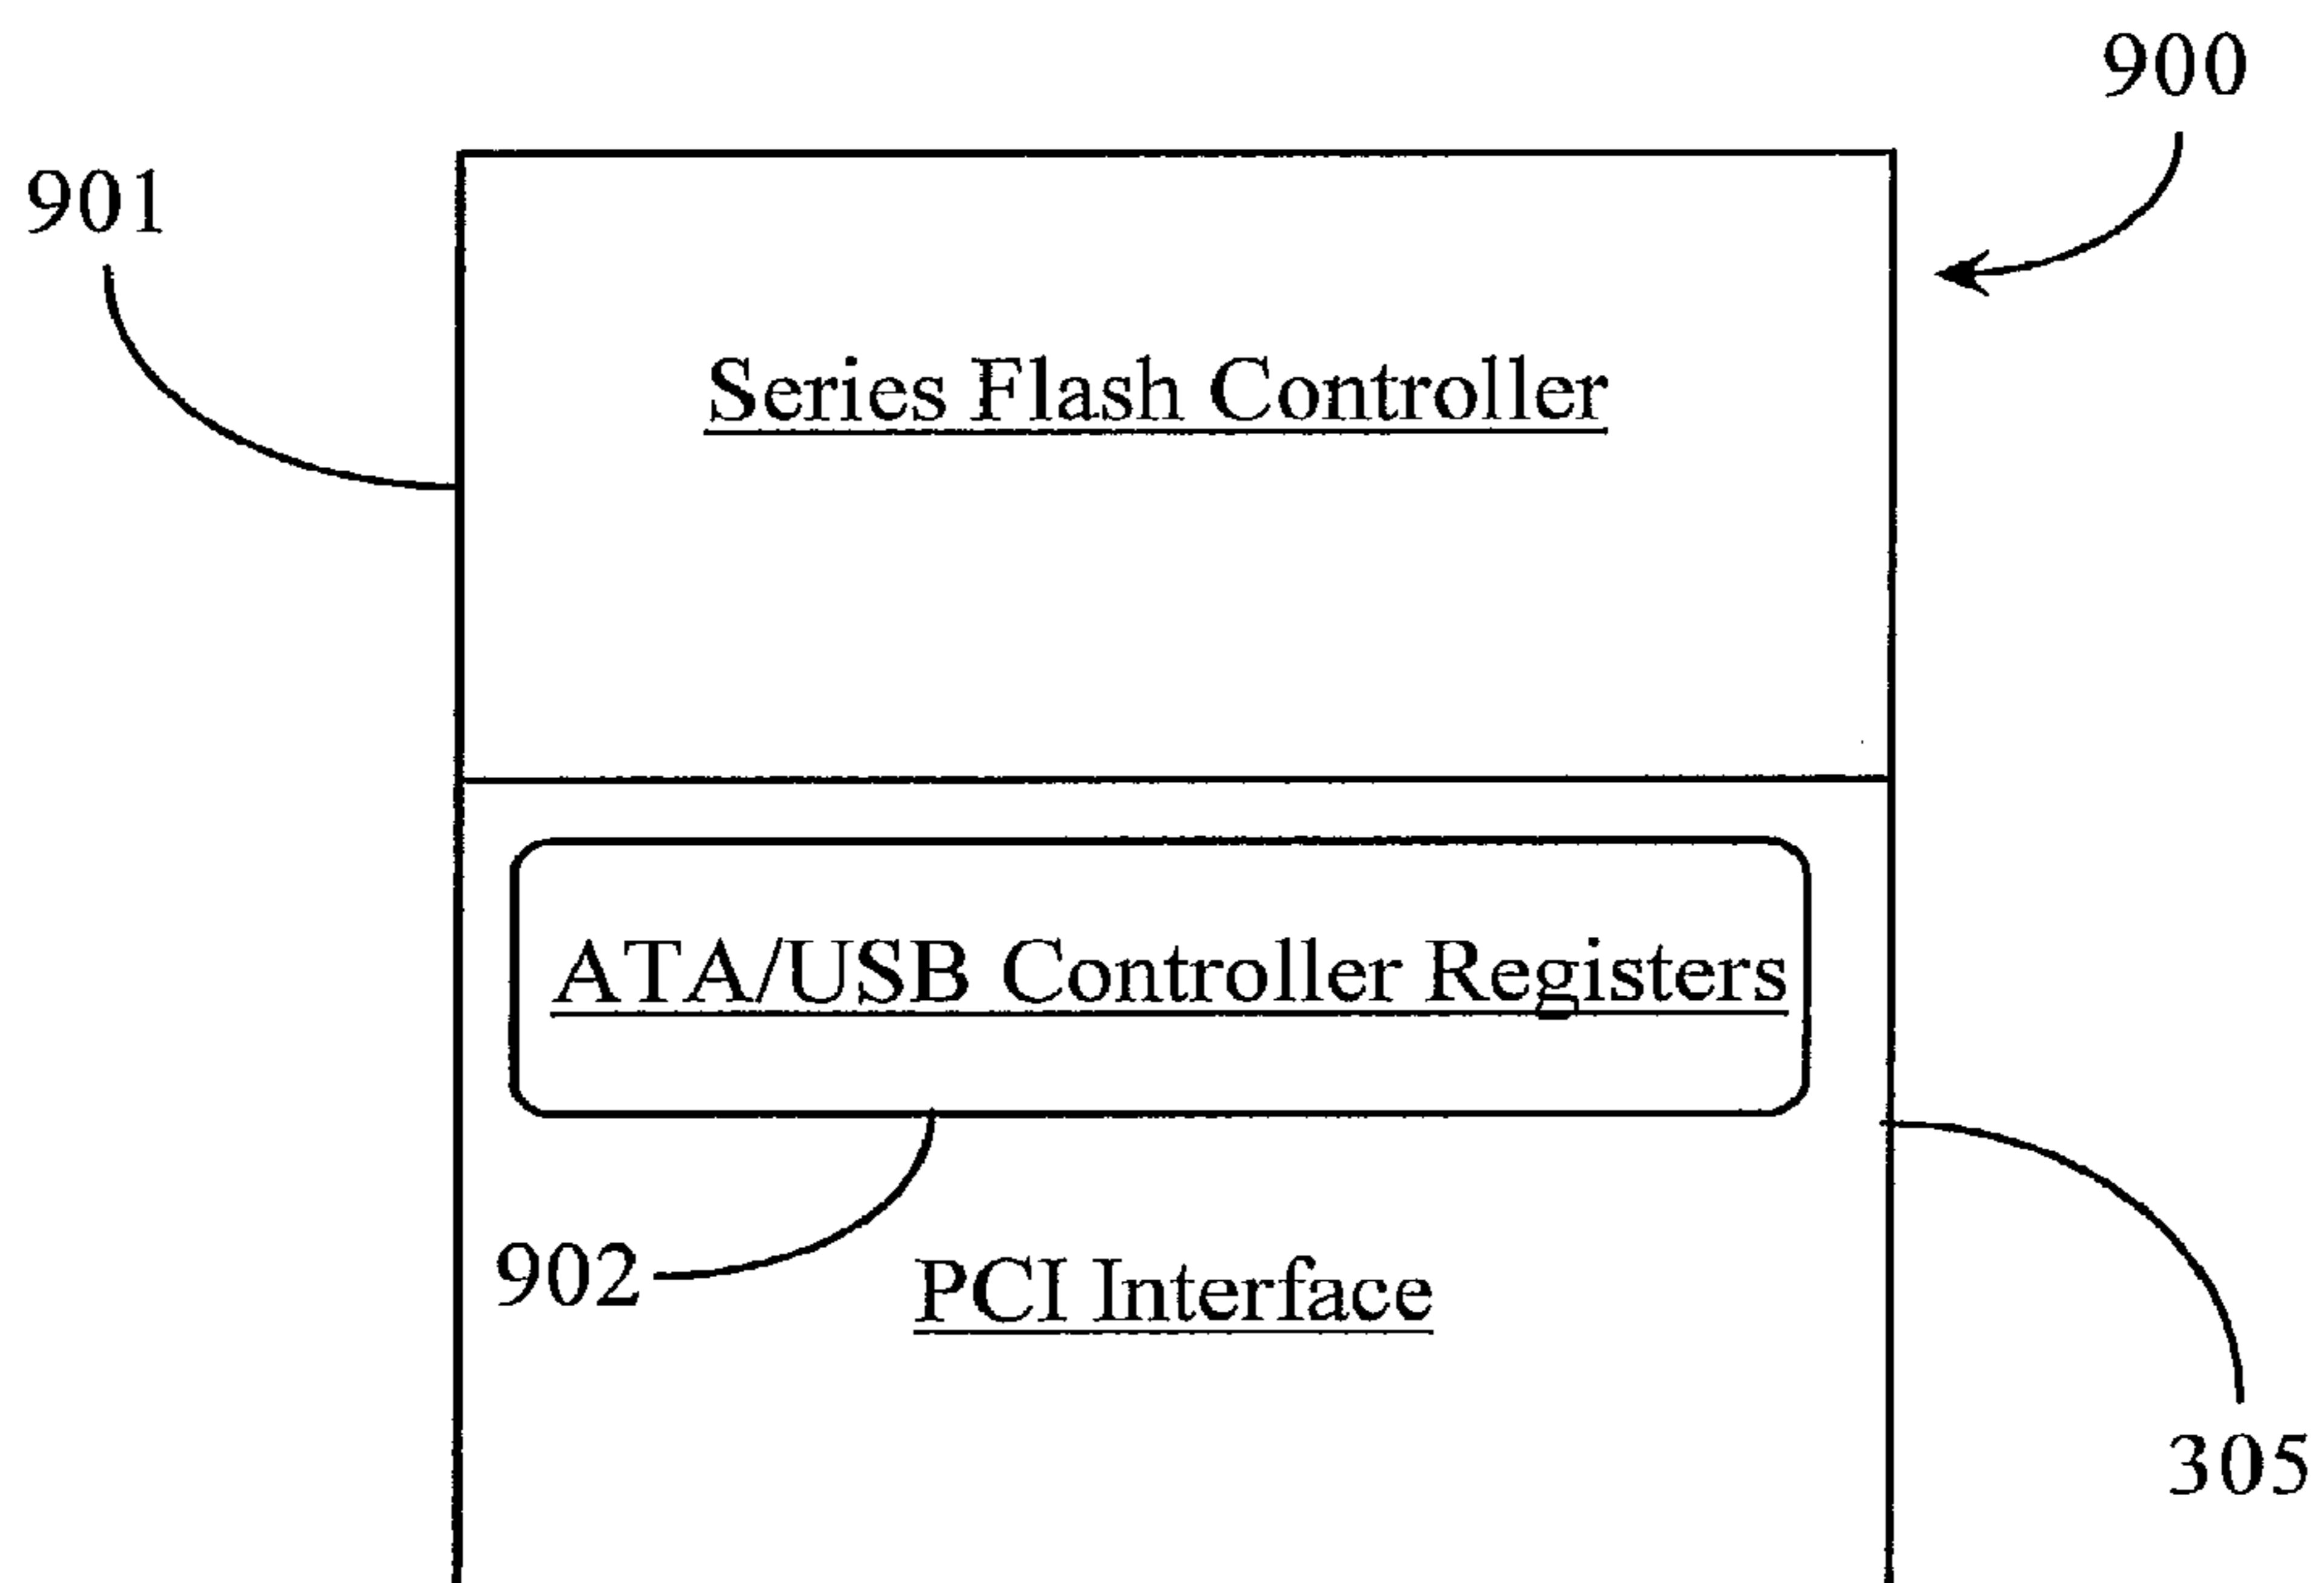 900
901
Series Flash Controller
ATA/USB Controller Registers
902
PCI Interface
305